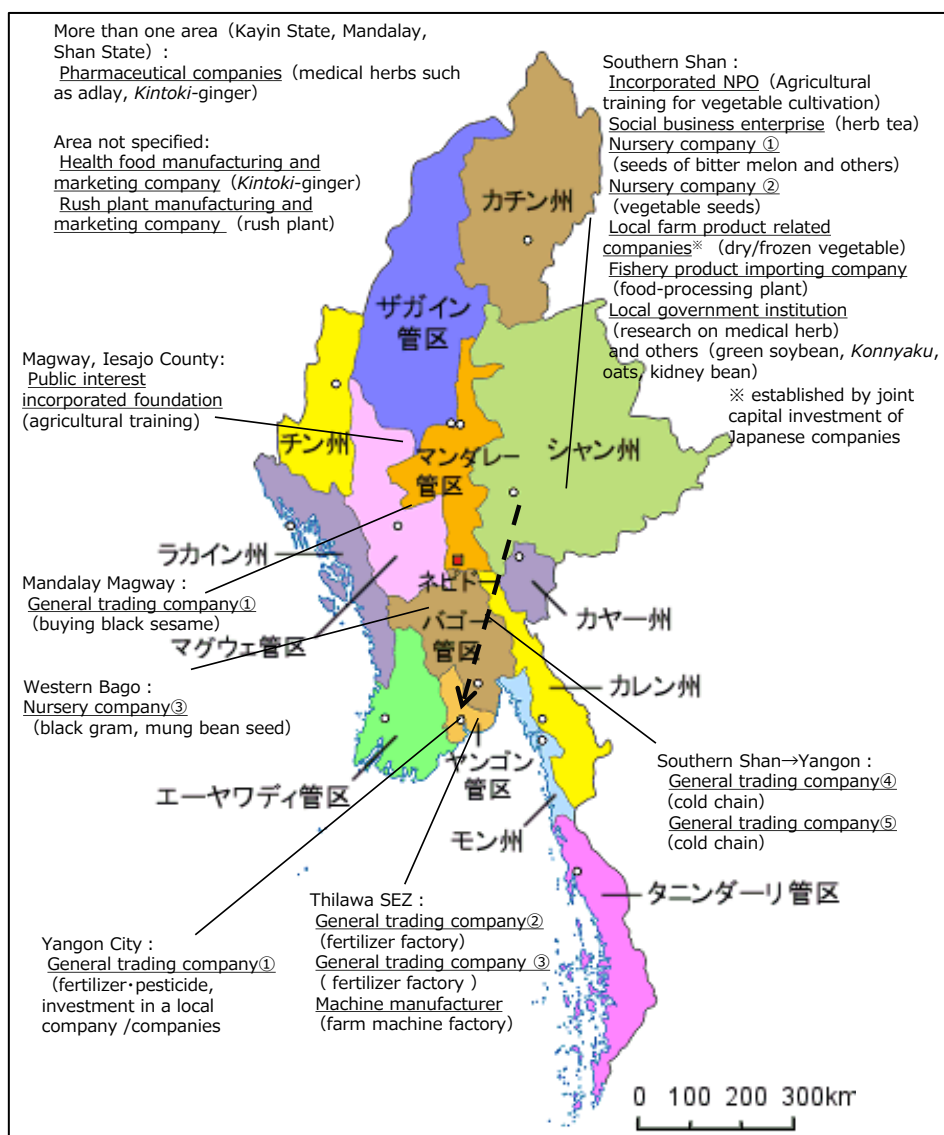 More than one area（Kayin State, Mandalay,
Shan State）:
Pharmaceutical companies（medical herbs such
as adlay, Kintoki-ginger）
Area not specified:
Health food manufacturing and
marketing company（Kintoki-ginger）
Rush plant manufacturing and
marketing company（rush plant）
Southern Shan :
Incorporated NPO（Agricultural
training for vegetable cultivation）
Social business enterprise（herb tea）
Nursery company ①
（seeds of bitter melon and others）
Nursery company ②
（vegetable seeds）
Local farm product related
companies※（dry/frozen vegetable）
Fishery product importing company
（food-processing plant）
Local government institution
（research on medical herb）
and others（green soybean, Konnyaku,
oats, kidney bean）
※ established by joint
capital investment of
Japanese companies
カチン州
ザガイン
管区
Magway, Iesajo County:
Public interest
incorporated foundation
（agricultural training）
チン州
マンダレー
管区
シャン州
ラカイン州
Mandalay Magway :
General trading company①
（buying black sesame）
ネピドー
カヤー州
バゴー
管区
マグウェ管区
Western Bago :
Nursery company③
（black gram, mung bean seed）
カレン州
ヤンゴン
管区
エーヤワディ管区
Southern Shan→Yangon :
General trading company④
（cold chain）
General trading company⑤
（cold chain）
モン州
タニンダーリ管区
Yangon City :
General trading company①
（fertilizer･pesticide,
investment in a local
company /companies
Thilawa SEZ :
General trading company②
（fertilizer factory）
General trading company ③
（ fertilizer factory ）
Machine manufacturer
（farm machine factory）
0 100 200 300km